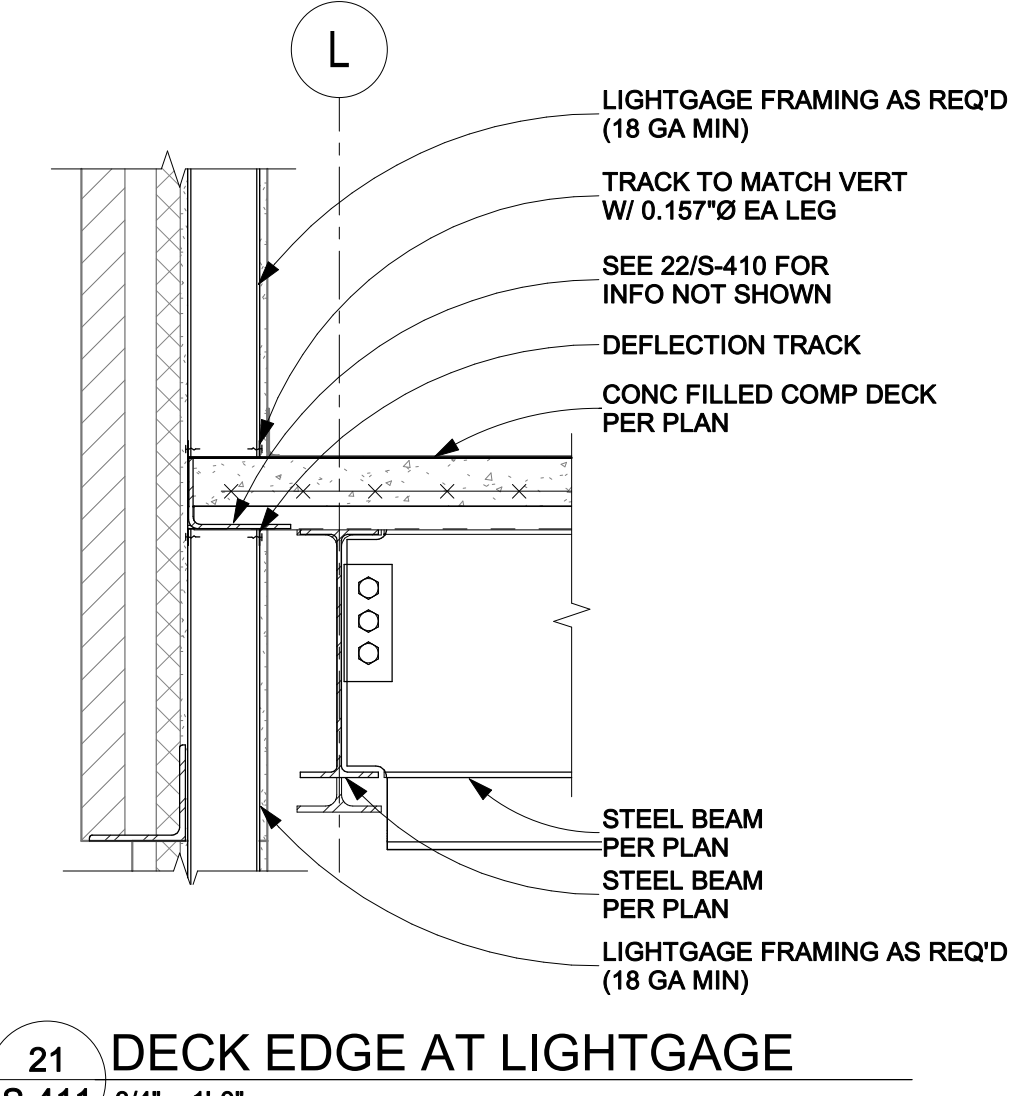 L
LIGHTGAGE FRAMING AS REQ'D
(18 GA MIN)
TRACK TO MATCH VERT
W/ 0.157"Ø EA LEG
SEE 22/S-410 FOR
INFO NOT SHOWN
DEFLECTION TRACK
CONC FILLED COMP DECK
PER PLAN
STEEL BEAM
PER PLAN
STEEL BEAM
PER PLAN
LIGHTGAGE FRAMING AS REQ'D
(18 GA MIN)
21
DECK EDGE AT LIGHTGAGE